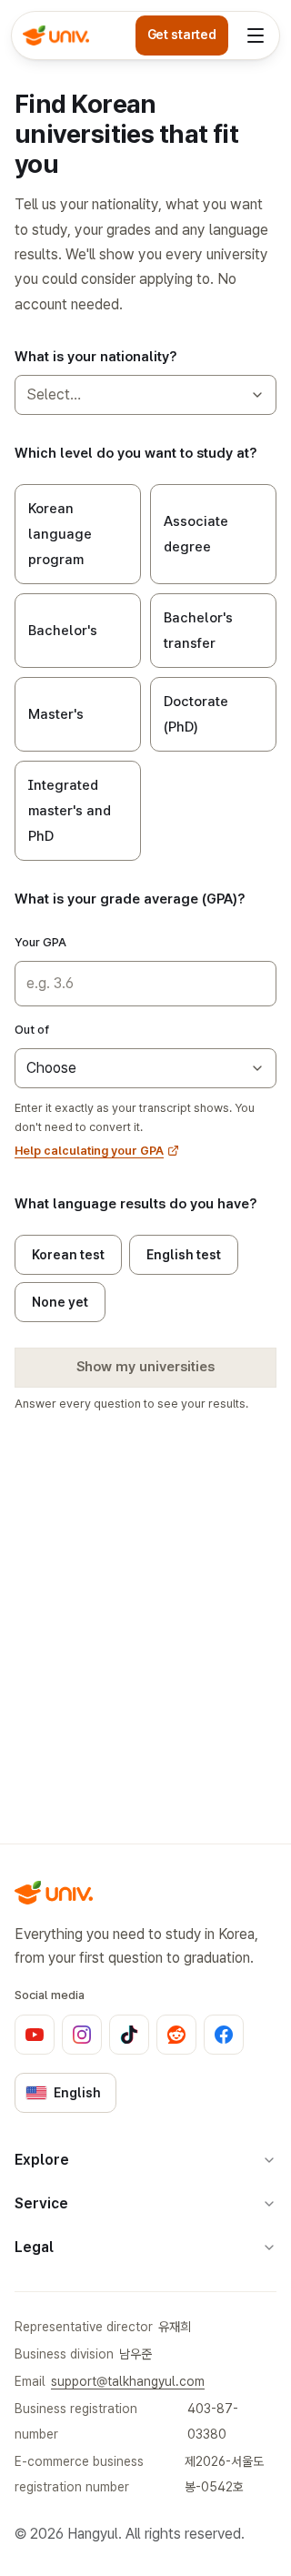 univ.
Get started
Find Korean
universities that fit
you
Tell us your nationality, what you want
to study, your grades and any language
results. We'll show you every university
you could consider applying to. No
account needed.
What is your nationality?
Select...
Which level do you want to study at?
Korean
language
program
Associate
degree
Bachelor's
Bachelor's
transfer
Master's
Doctorate
(PhD)
Integrated
master's and
PhD
What is your grade average (GPA)?
Your GPA
e.g. 3.6
Out of
Choose
Enter it exactly as your transcript shows. You
don't need to convert it.
Help calculating your GPA
What language results do you have?
Korean test
English test
None yet
Show my universities
Answer every question to see your results.
univ.
Everything you need to study in Korea,
from your first question to graduation.
Social media
English
Explore
Service
Legal
Representative director 유재희
Business division 남우준
Email support@talkhangyul.com
Business registration
number
403-87-
03380
E-commerce business
registration number
제2026-서울도
봉-0542호
© 2026 Hangyul. All rights reserved.